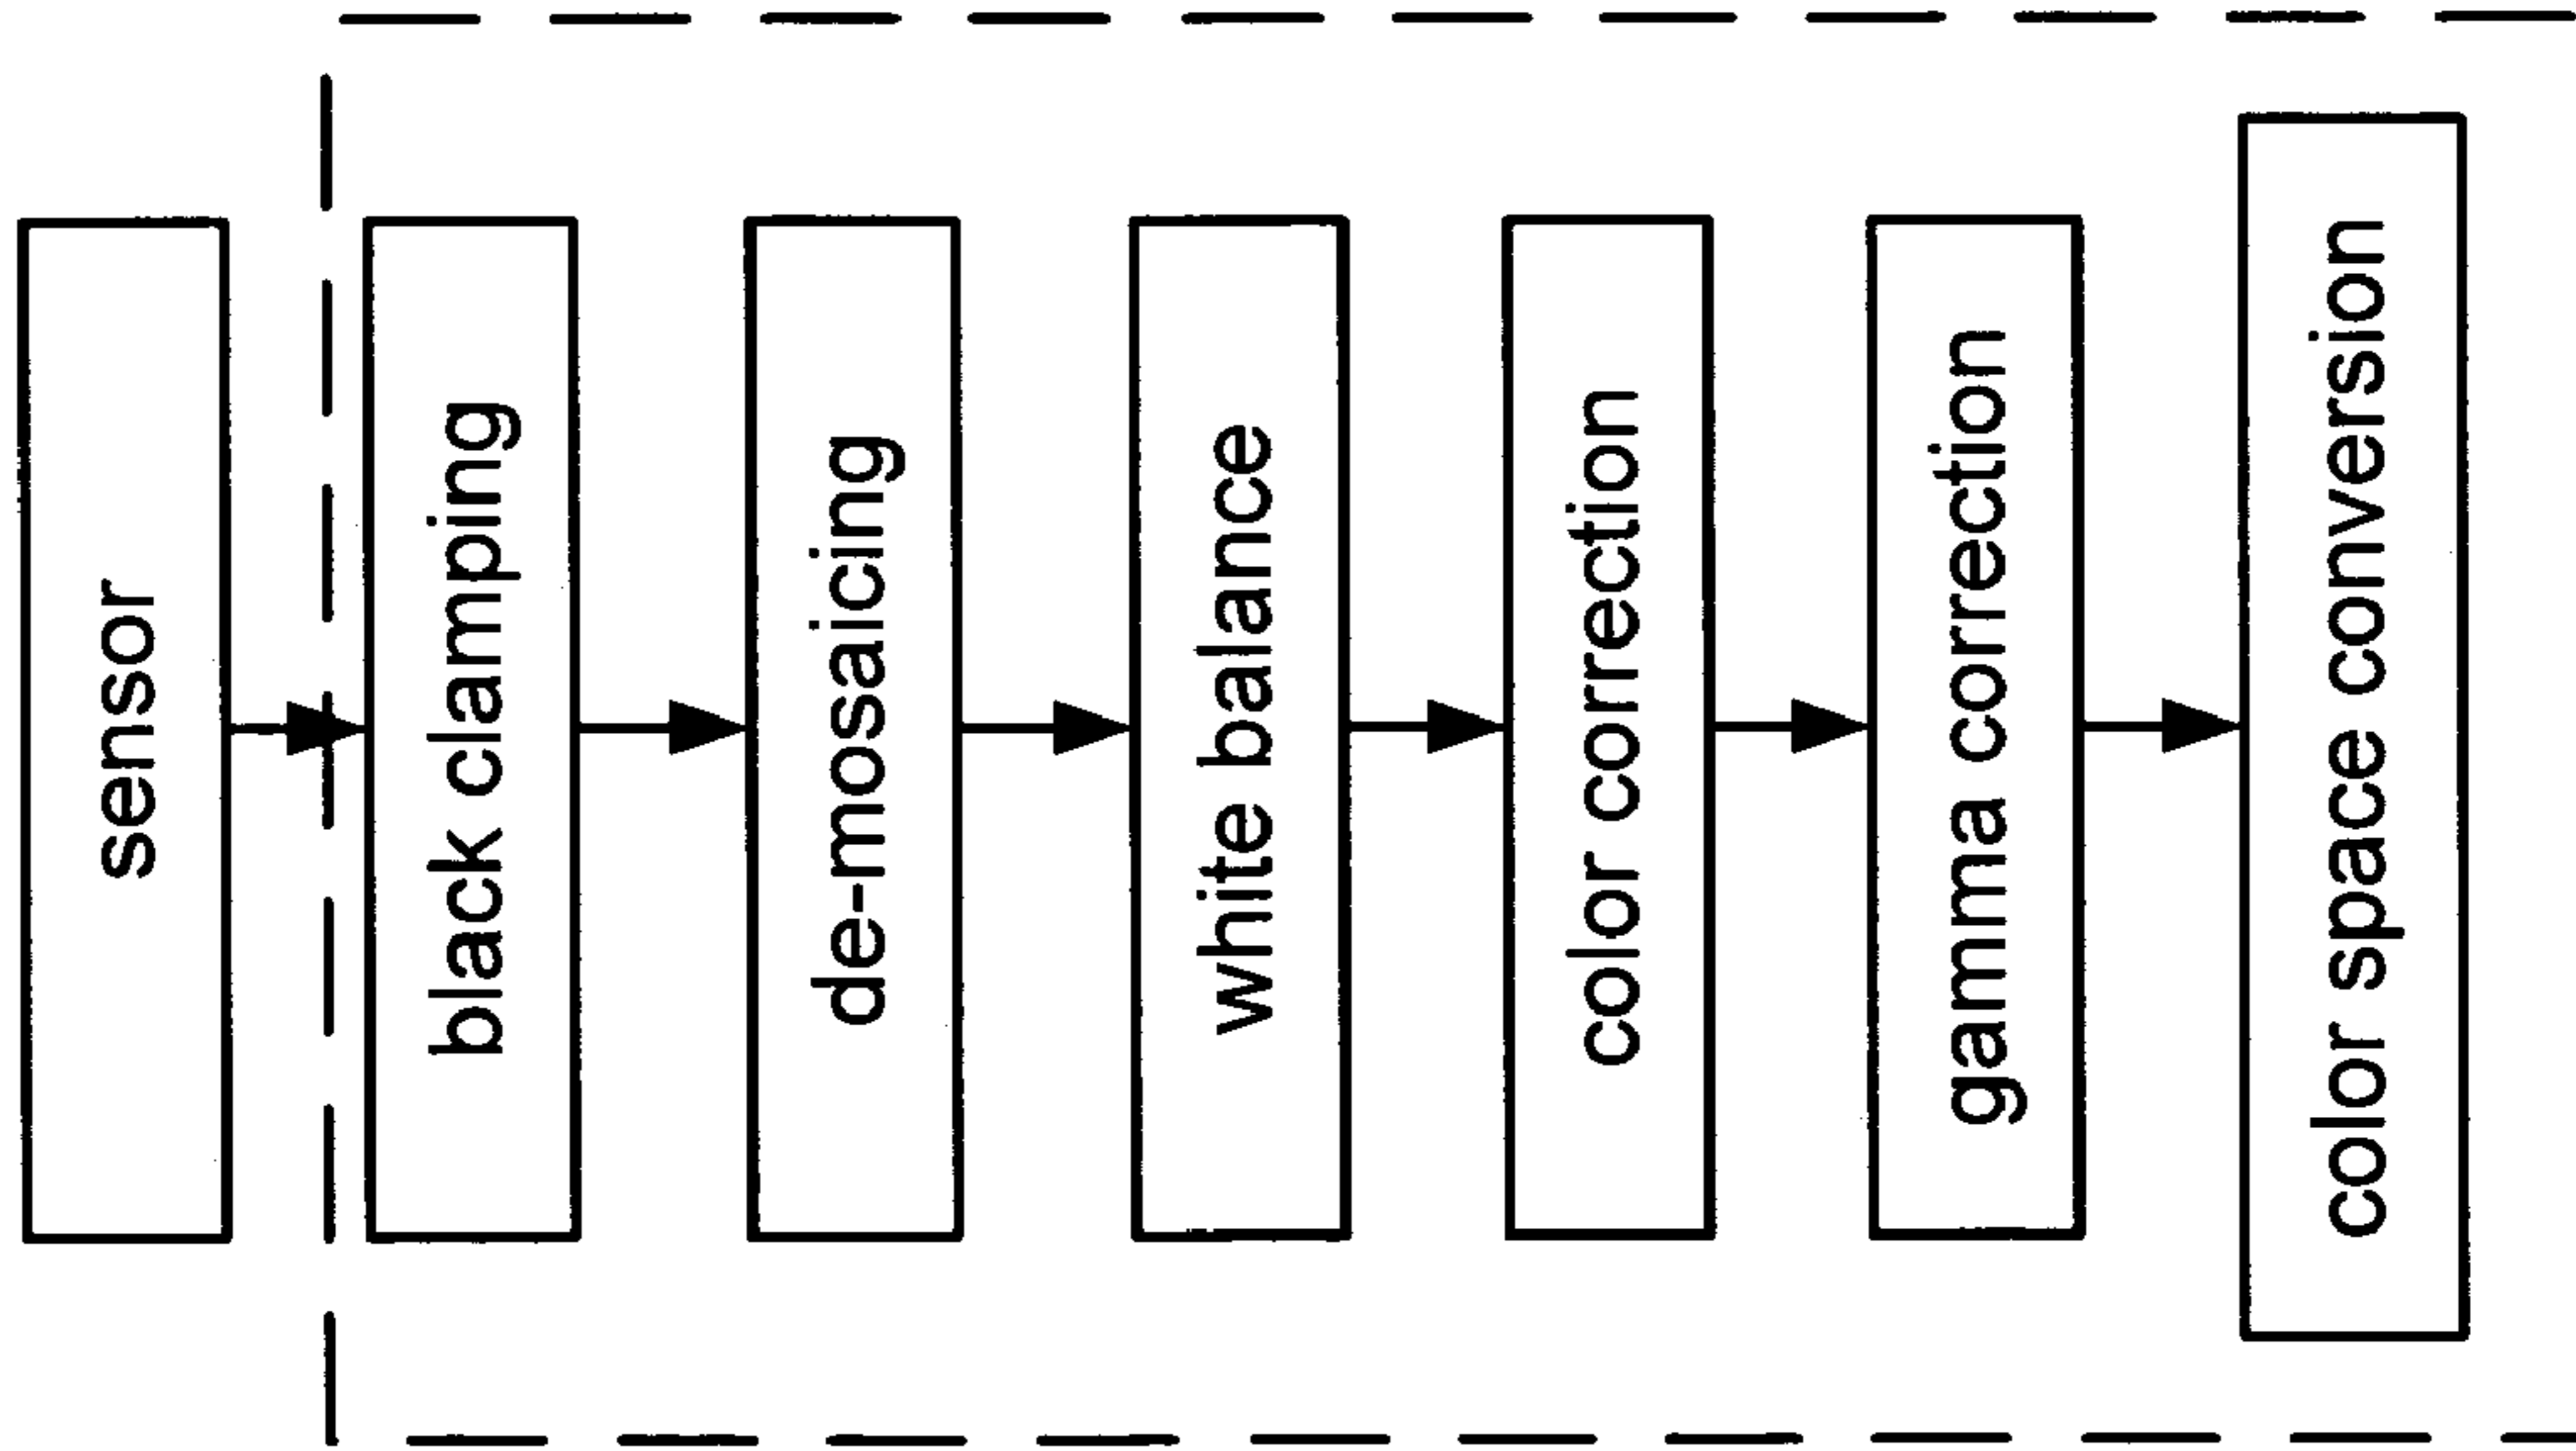 sensor
black clamping
de-mosaicing
white balance
color correction
gamma correction
color space conversion